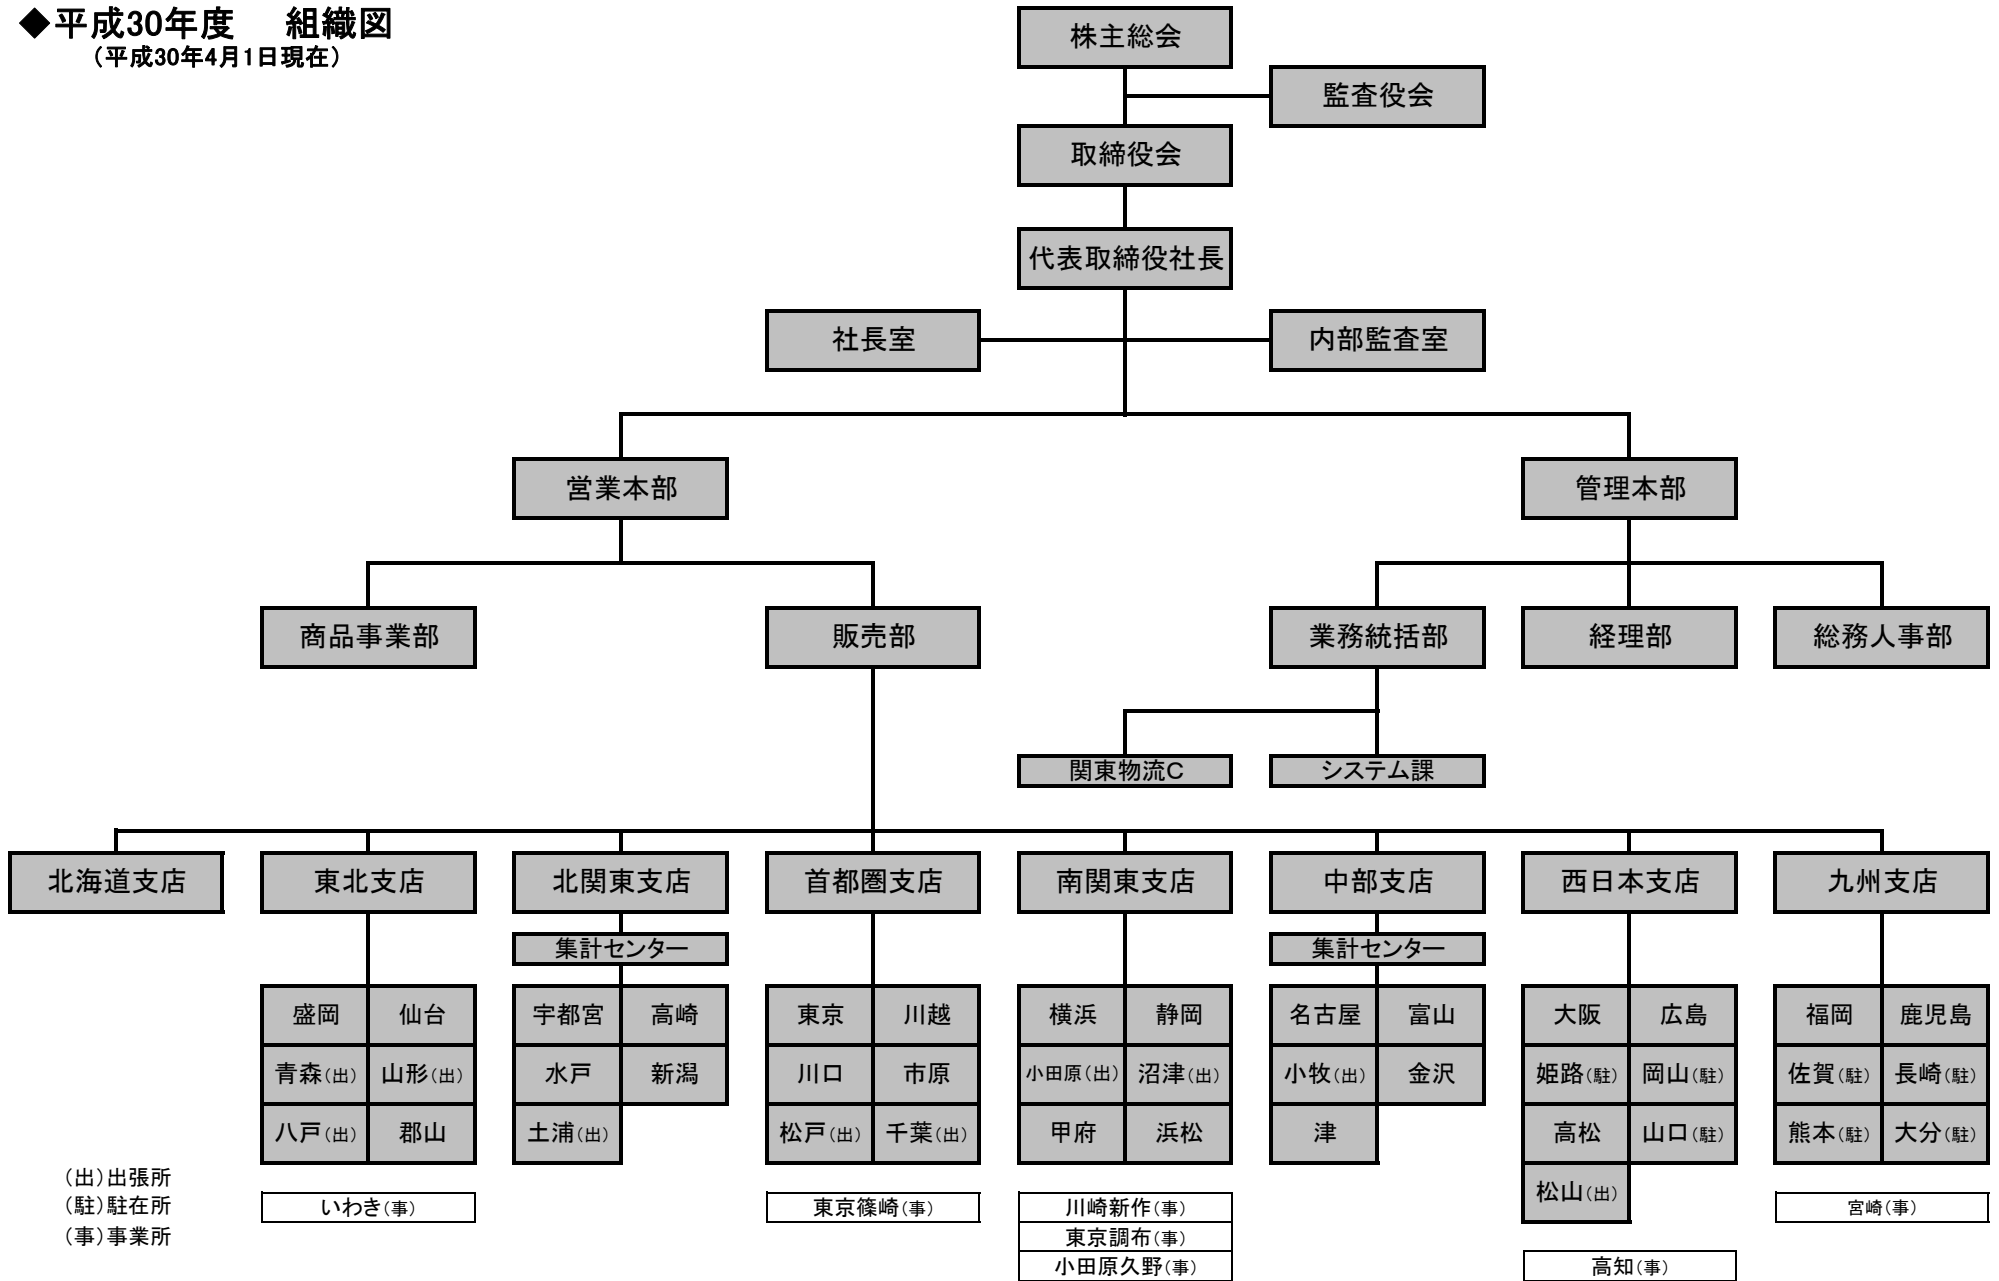 ◆平成30年度　組織図
（平成30年4月1日現在）
株主総会
監査役会
取締役会
代表取締役社長
社長室
内部監査室
営業本部
管理本部
商品事業部
販売部
業務統括部
経理部
総務人事部
関東物流C
システム課
北海道支店
東北支店
北関東支店
首都圏支店
南関東支店
中部支店
西日本支店
九州支店
集計センター
集計センター
盛岡 仙台
青森(出) 山形(出)
八戸(出) 郡山
いわき(事)
宇都宮 高崎
水戸 新潟
土浦(出)
東京 川越
川口 市原
松戸(出) 千葉(出)
東京篠崎(事)
横浜 静岡
小田原(出) 沼津(出)
甲府 浜松
川崎新作(事)
東京調布(事)
小田原久野(事)
名古屋 富山
小牧(出) 金沢
津
大阪 広島
姫路(駐) 岡山(駐)
高松 山口(駐)
松山(出)
高知(事)
福岡 鹿児島
佐賀(駐) 長崎(駐)
熊本(駐) 大分(駐)
宮崎(事)
(出)出張所
(駐)駐在所
(事)事業所